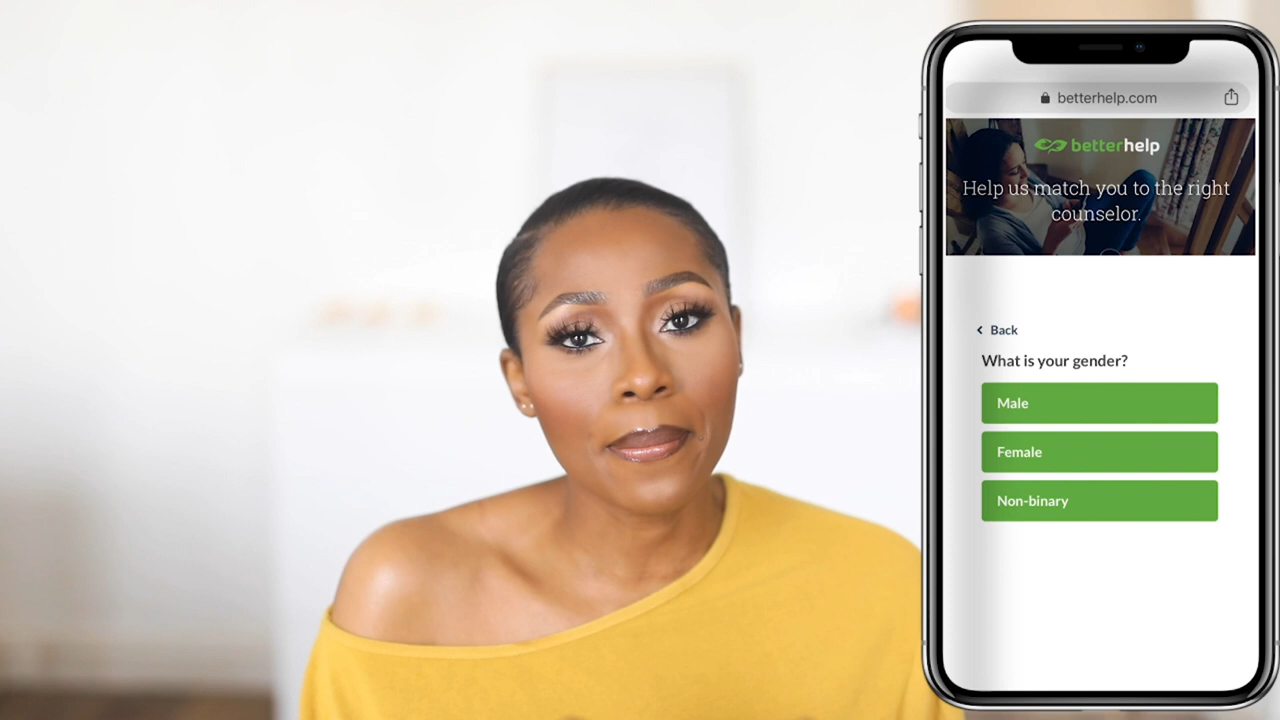 betterhelp.com
betterhelp
Help us match you to the right
counselor.
Back
What is your gender?
Male
Female
Non-binary